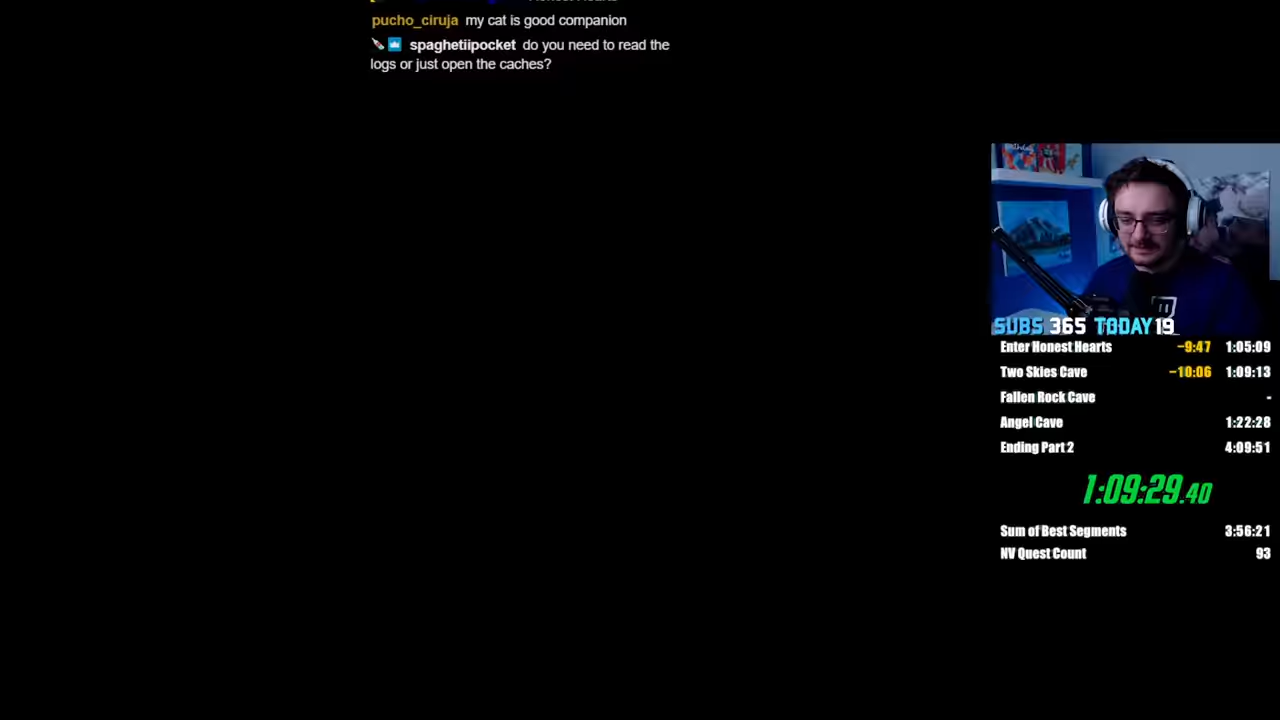 pucho_ciruja my cat is good companion
spaghetiipocket do you need to read the
logs or just open the caches?
SUBS 365 TODAY 19
Enter Honest Hearts -9:47 1:05:09
Two Skies Cave -10:06 1:09:13
Fallen Rock Cave -
Angel Cave 1:22:28
Ending Part 2 4:09:51
1:09:29.40
Sum of Best Segments 3:56:21
NV Quest Count 93